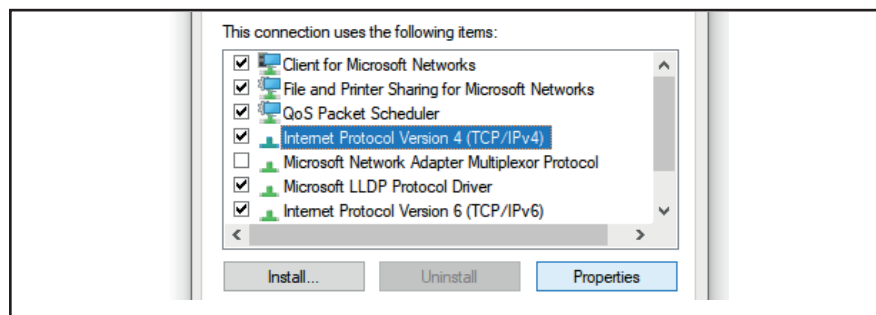 This connection uses the following items:
Client for Microsoft Networks
File and Printer Sharing for Microsoft Networks
QoS Packet Scheduler
Internet Protocol Version 4 (TCP/IPv4)
Microsoft Network Adapter Multiplexor Protocol
Microsoft LLDP Protocol Driver
Internet Protocol Version 6 (TCP/IPv6)
Install... Uninstall Properties